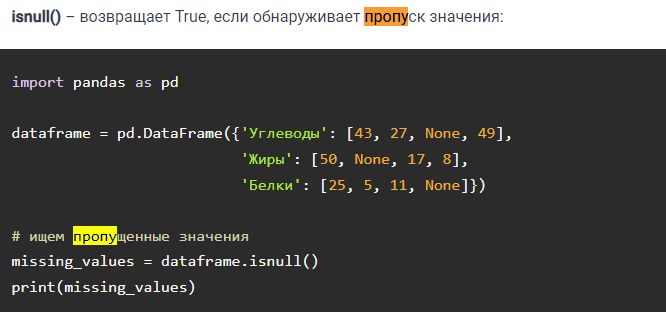 isnull() – возвращает True, если обнаруживает пропуск значения:
import pandas as pd
dataframe = pd.DataFrame({'Углеводы': [43, 27, None, 49],
'Жиры': [50, None, 17, 8],
'Белки': [25, 5, 11, None]})
# ищем пропущенные значения
missing_values = dataframe.isnull()
print(missing_values)